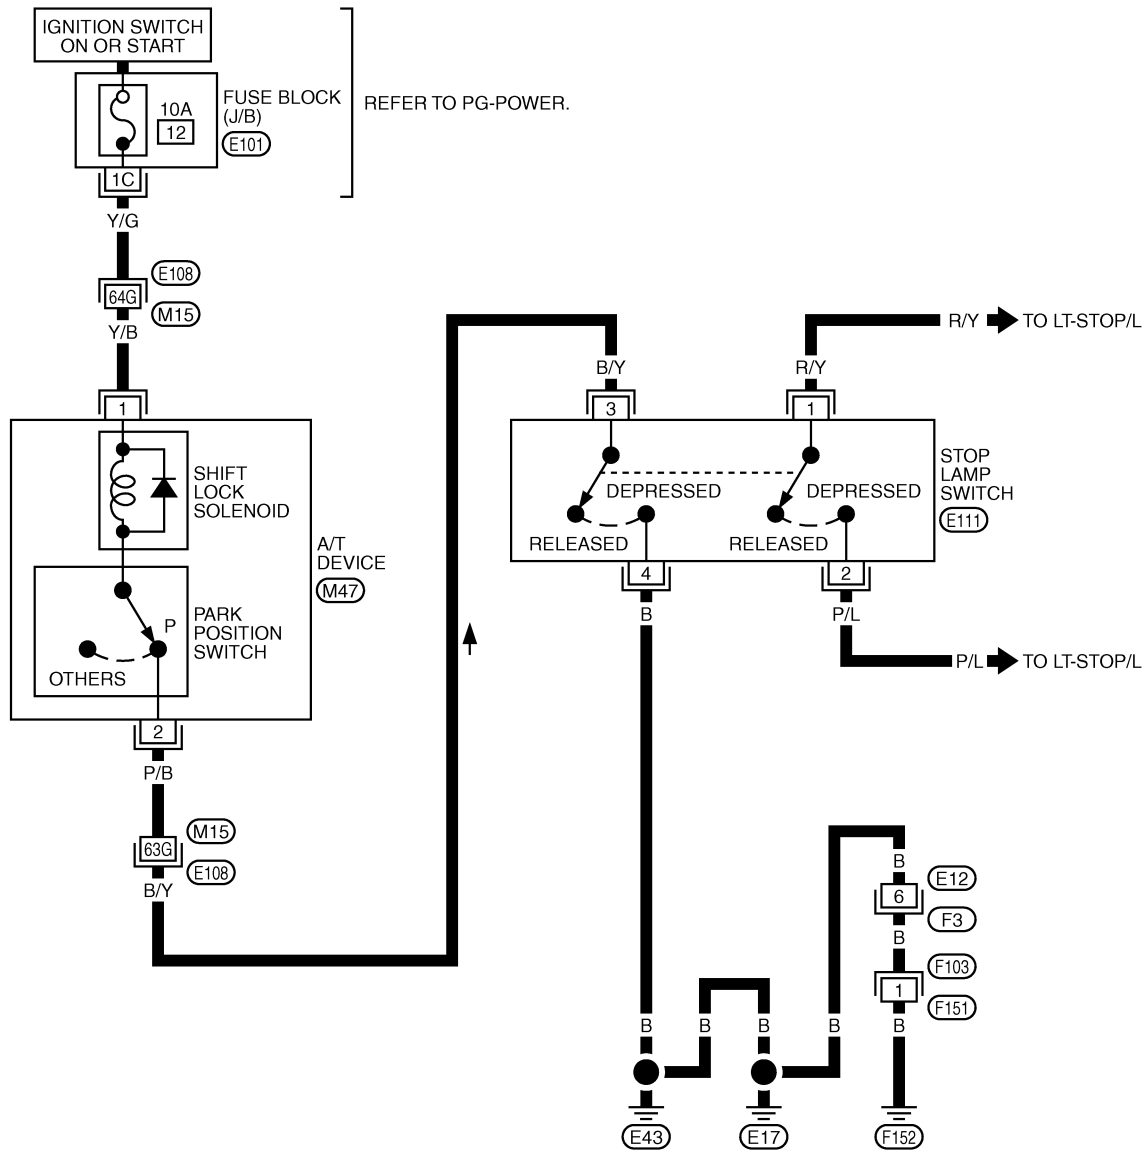 IGNITION SWITCH
ON OR START
10A
12
FUSE BLOCK
(J/B)
E101
REFER TO PG-POWER.
1C
Y/G
E108
64G
M15
Y/B
1
SHIFT
LOCK
SOLENOID
A/T
DEVICE
M47
P
PARK
POSITION
SWITCH
OTHERS
2
P/B
M15
63G
E108
B/Y
B/Y
3
R/Y
R/Y
TO LT-STOP/L
1
DEPRESSED
DEPRESSED
RELEASED
RELEASED
STOP
LAMP
SWITCH
E111
4
2
B
P/L
P/L
TO LT-STOP/L
B
E12
6
F3
B
F103
1
F151
B
B
B
B
B
E43
E17
F152